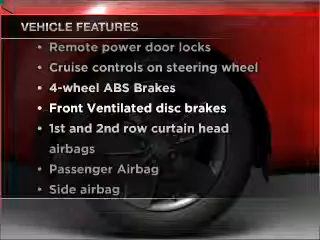 VEHICLE FEATURES
• Remote power door locks
• Cruise controls on steering wheel
• 4-wheel ABS Brakes
• Front Ventilated disc brakes
• 1st and 2nd row curtain head
airbags
• Passenger Airbag
• Side airbag